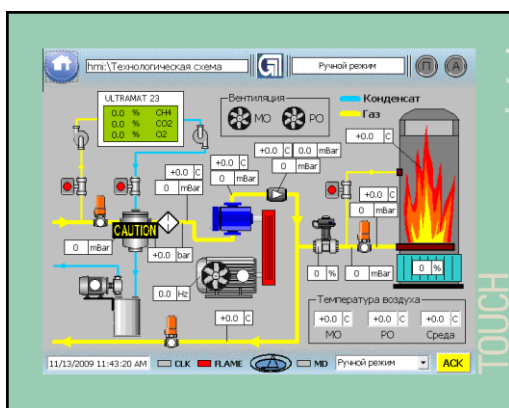 hmi:\Технологическая схема
Ручной режим
П
А
ULTRAMAT 23
0.0 % CH4
0.0 % CO2
0.0 % O2
Вентиляция
МО
РО
Конденсат
Газ
+0.0 C
+0.0 C
0 mBar
+0.0 C
0 mBar
+0.0 C
0.0 mBar
0 mBar
+0.0 C
0 mBar
CAUTION
0 mBar
+0.0 bar
0.0 Hz
0 %
0 mBar
0 %
+0.0 C
Температура воздуха
+0.0 C
+0.0 C
+0.0 C
МО
РО
Среда
11/13/2009 11:43:20 AM
CLK
FLAME
MD
Ручной режим
ACK
TOUCH